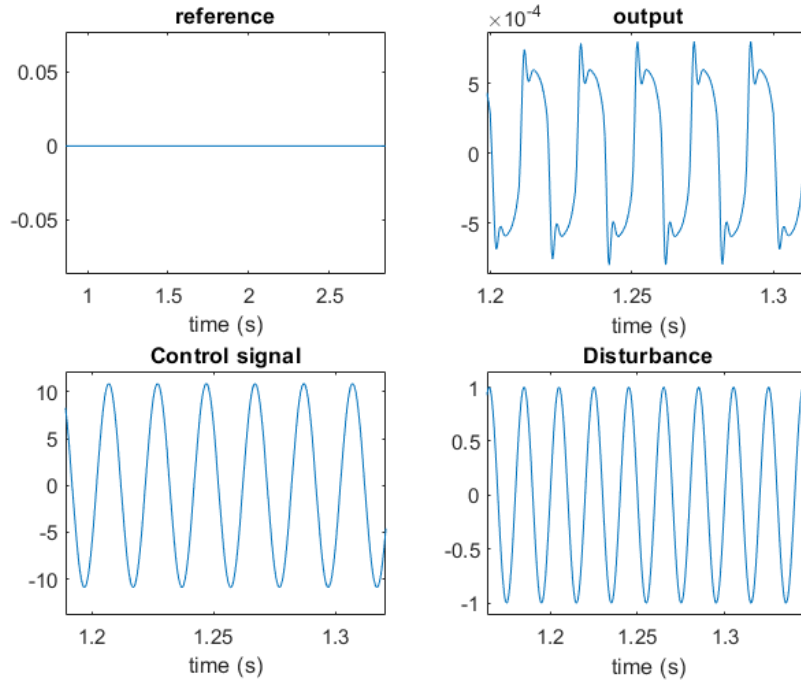 reference
0.05
0
-0.05
1 1.5 2 2.5
time (s)
output
×10-4
5
0
-5
1.2 1.25 1.3
time (s)
Control signal
10
5
0
-5
-10
1.2 1.25 1.3
time (s)
Disturbance
1
0.5
0
-0.5
-1
1.2 1.25 1.3
time (s)